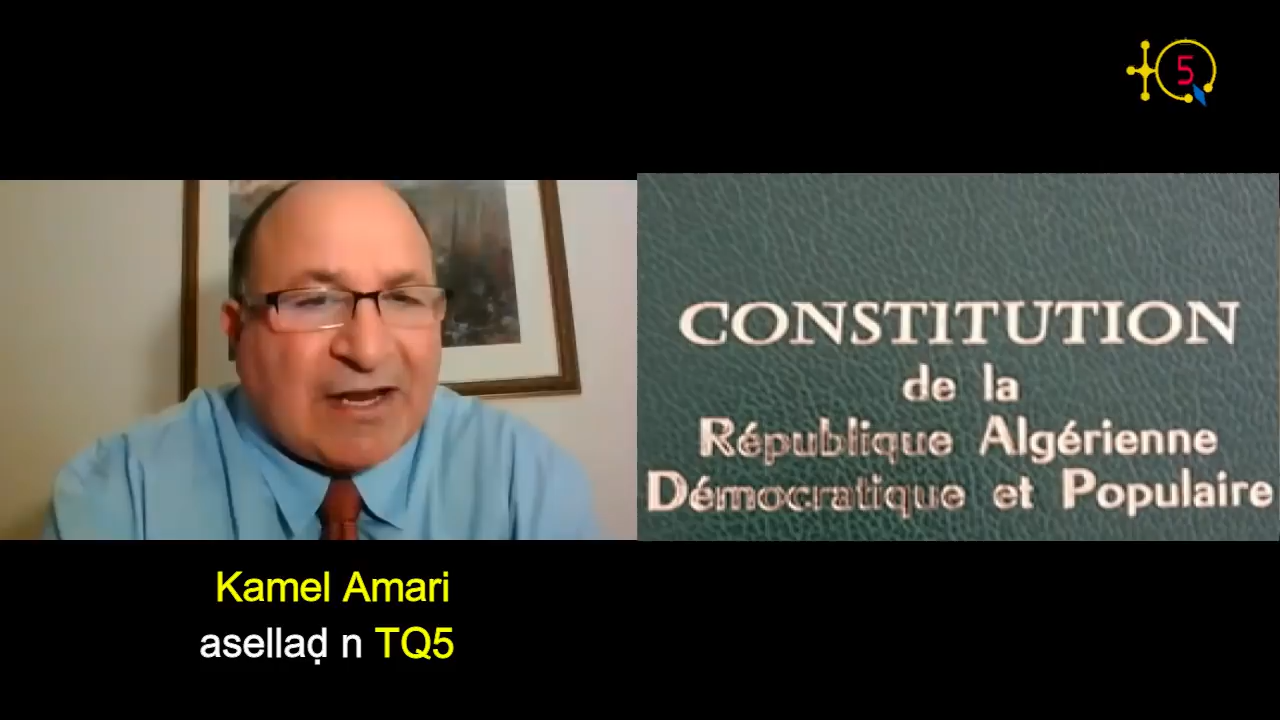 5
CONSTITUTION
de la
République Algérienne
Démocratique et Populaire
Kamel Amari
asellaḍ n TQ5